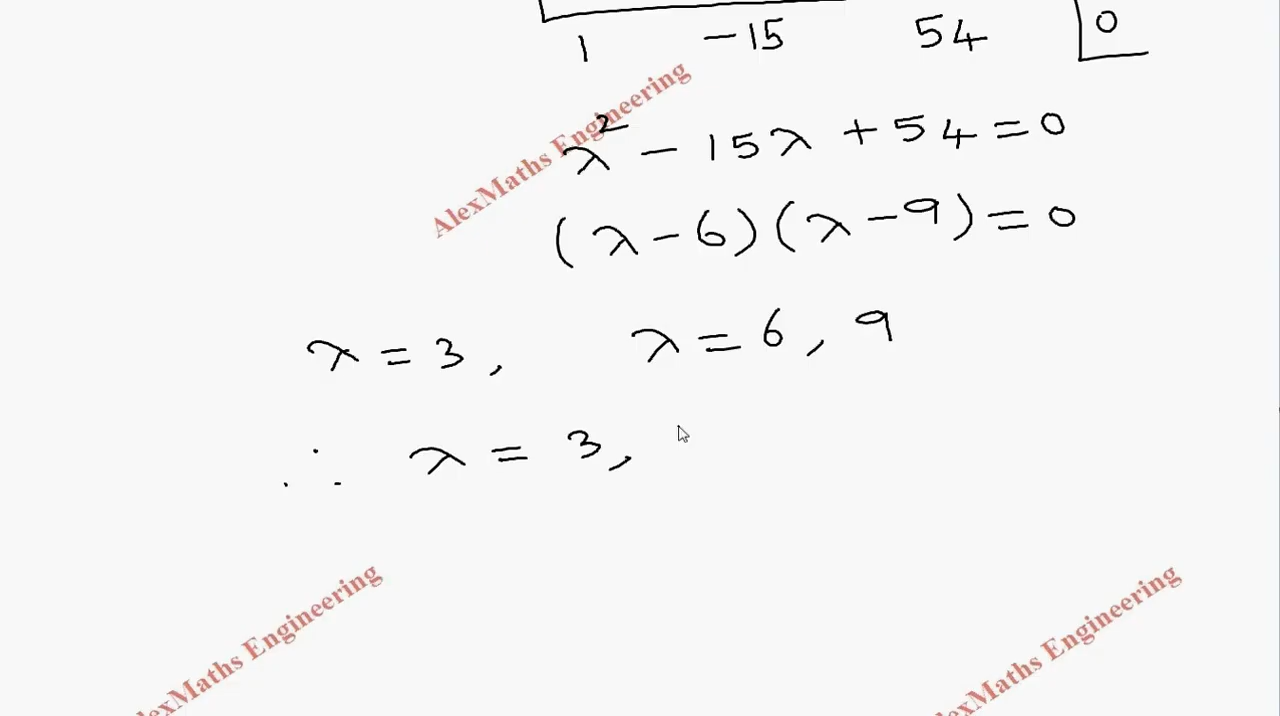 1 -15 54 0
λ² - 15λ + 54 = 0
AlexMaths Engineering
(λ - 6)(λ - 9) = 0
λ = 3, λ = 6, 9
∴ λ = 3,
AlexMaths Engineering
AlexMaths Engineering